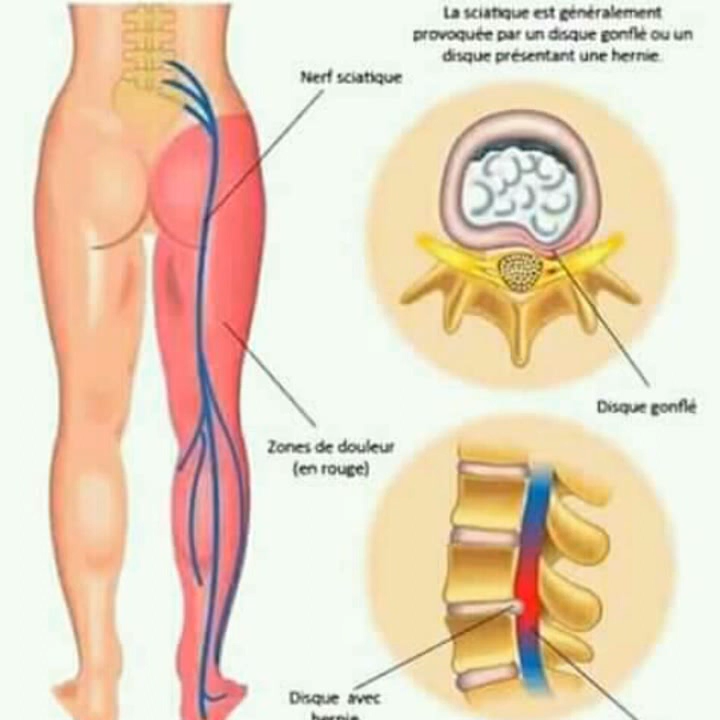 La sciatique est généralement
provoquée par un disque gonflé ou un
disque présentant une hernie.
Nerf sciatique
Disque gonflé
Zones de douleur
(en rouge)
Disque avec
hernie